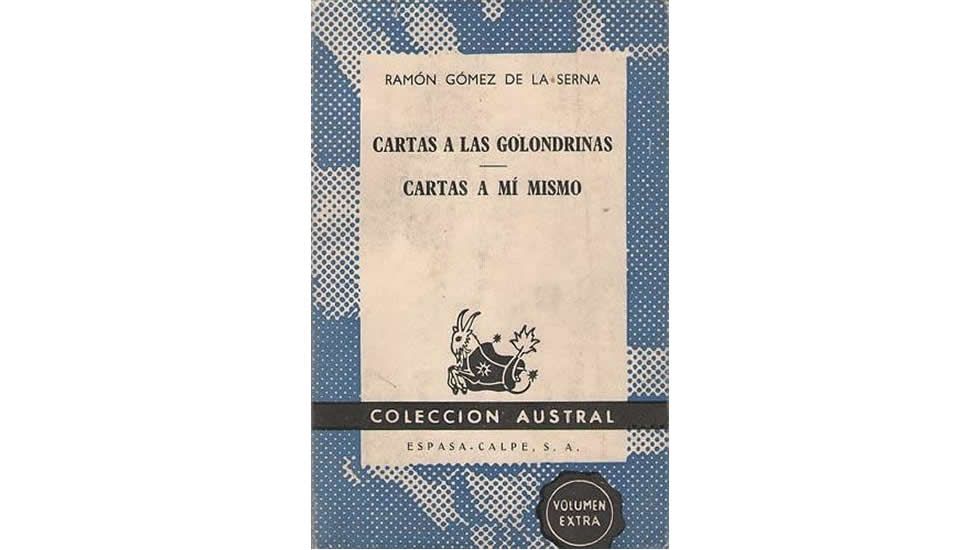 RAMÓN GÓMEZ DE LA SERNA
CARTAS A LAS GOLONDRINAS
CARTAS A MÍ MISMO
COLECCION AUSTRAL
ESPASA-CALPE, S. A.
VOLUMEN
EXTRA